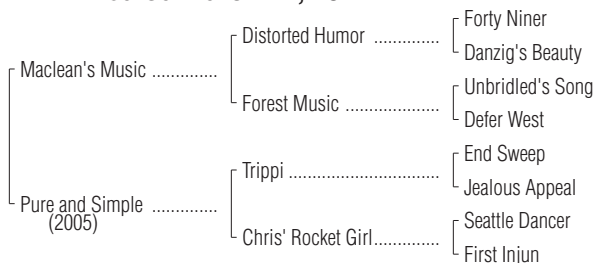 Forty Niner
Distorted Humor ..............
Danzig's Beauty
Maclean's Music ..............
Unbridled's Song
Forest Music ....................
Defer West
End Sweep
Trippi ................................
Jealous Appeal
Pure and Simple ..............
(2005)
Seattle Dancer
Chris' Rocket Girl..............
First Injun